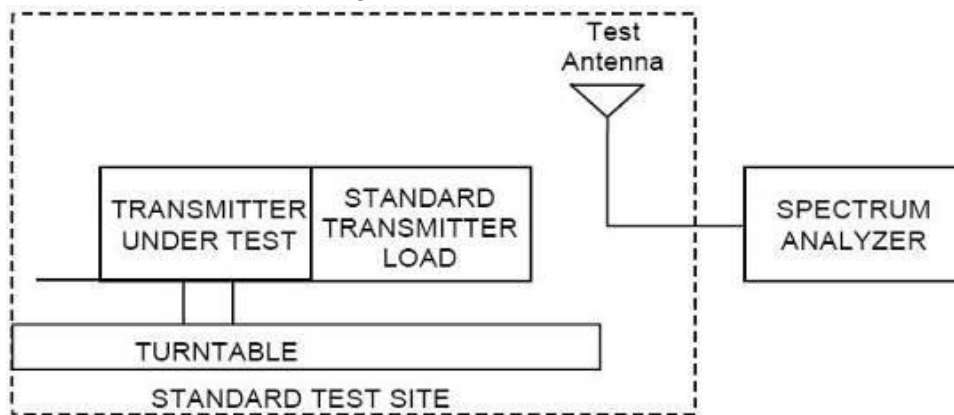 Test
Antenna
TRANSMITTER
UNDER TEST
STANDARD
TRANSMITTER
LOAD
SPECTRUM
ANALYZER
TURNTABLE
STANDARD TEST SITE